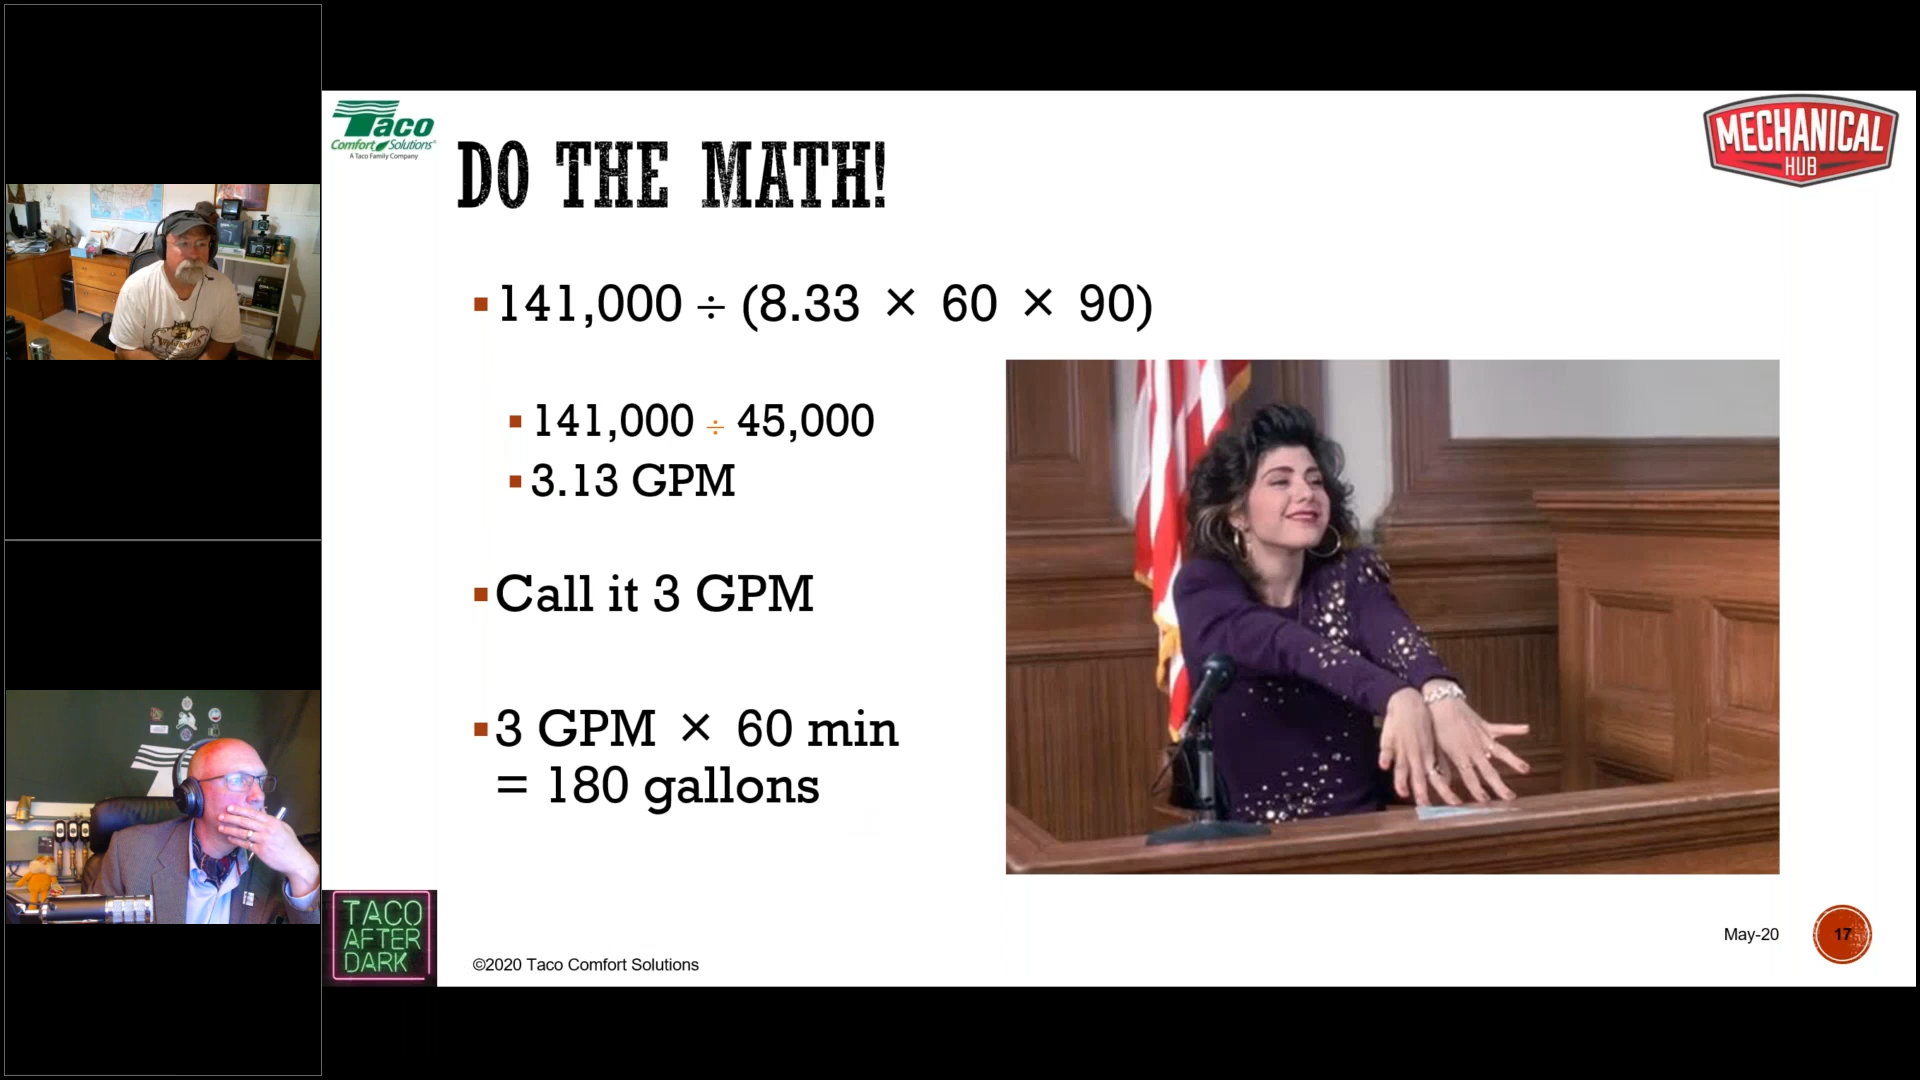 Taco
Comfort Solutions®
A Taco Family Company
MECHANICAL
HUB
DO THE MATH!
141,000 ÷ (8.33 × 60 × 90)
141,000 ÷ 45,000
3.13 GPM
Call it 3 GPM
3 GPM × 60 min
= 180 gallons
TACO
AFTER
DARK
©2020 Taco Comfort Solutions
May-20
17